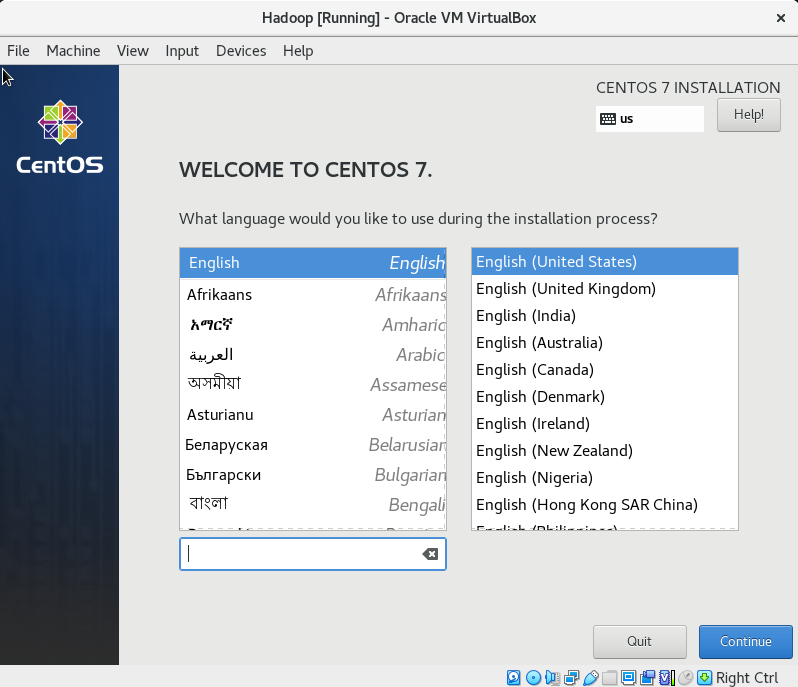 Hadoop [Running] - Oracle VM VirtualBox
File Machine View Input Devices Help
CentOS
CENTOS 7 INSTALLATION
us
Help!
WELCOME TO CENTOS 7.
What language would you like to use during the installation process?
English English
Afrikaans Afrikaans
አማርኛ Amharic
العربية Arabic
অসমীয়া Assamese
Asturianu Asturian
Беларуская Belarusian
Български Bulgarian
বাংলা Bengali
English (United States)
English (United Kingdom)
English (India)
English (Australia)
English (Canada)
English (Denmark)
English (Ireland)
English (New Zealand)
English (Nigeria)
English (Hong Kong SAR China)
English (Philippines)
Quit
Continue
Right Ctrl